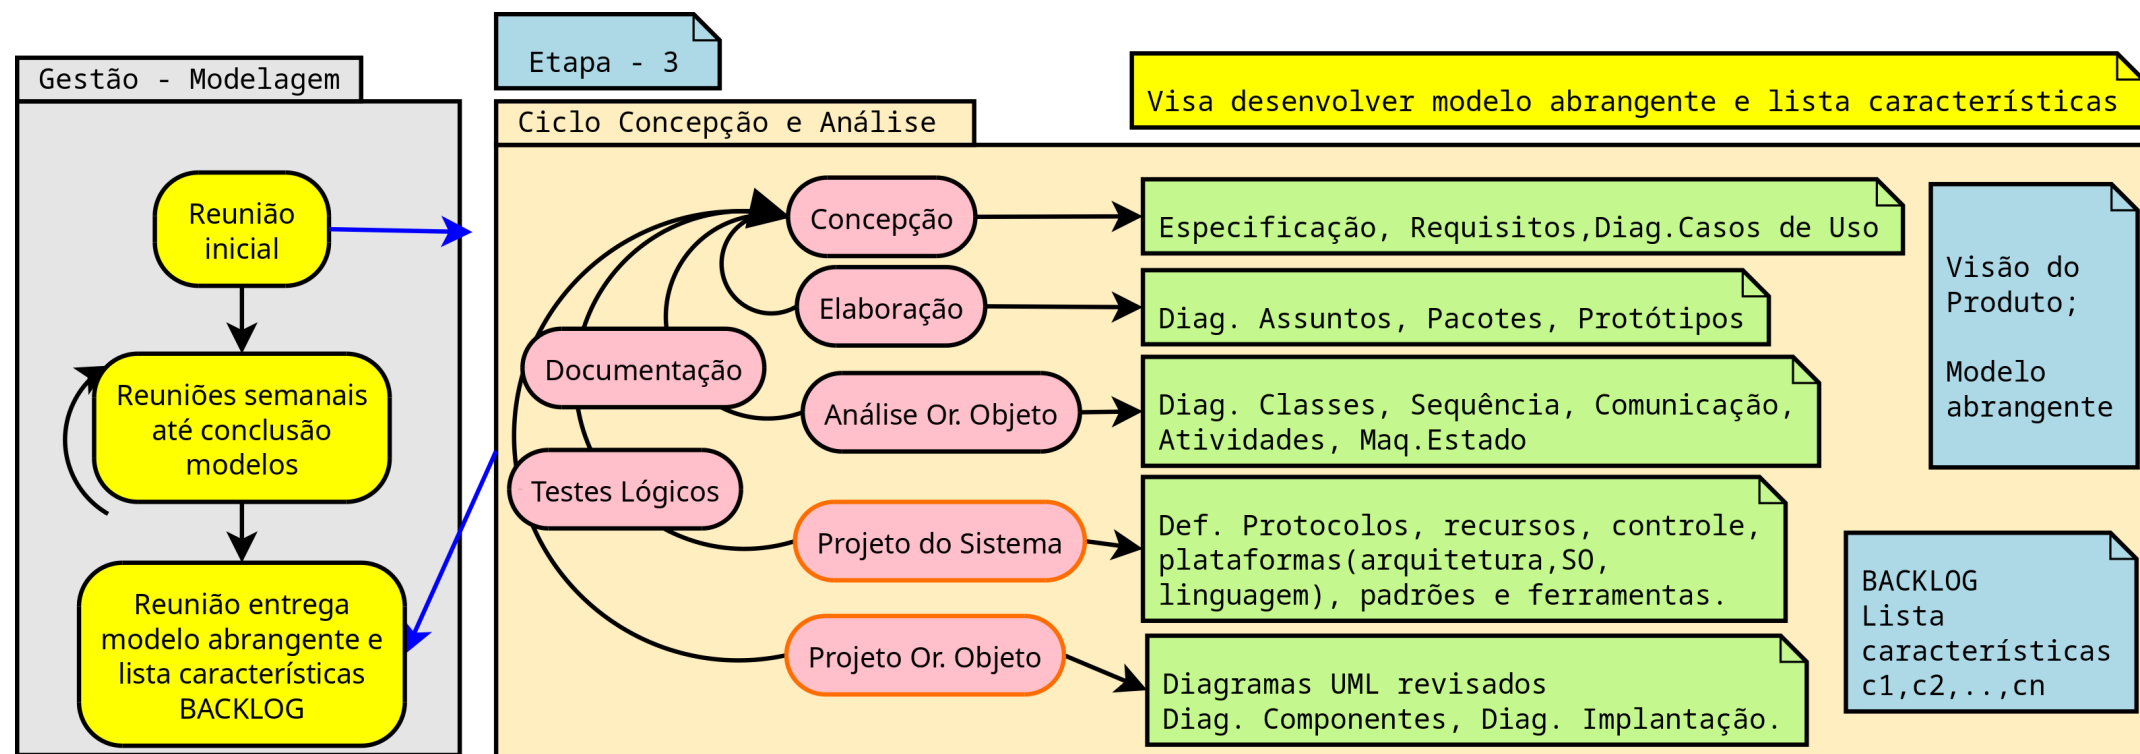 Etapa - 3
Gestão - Modelagem
Visa desenvolver modelo abrangente e lista características
Ciclo Concepção e Análise
Reunião
inicial
Reuniões semanais
até conclusão
modelos
Reunião entrega
modelo abrangente e
lista características
BACKLOG
Concepção
Especificação, Requisitos,Diag.Casos de Uso
Elaboração
Diag. Assuntos, Pacotes, Protótipos
Documentação
Análise Or. Objeto
Diag. Classes, Sequência, Comunicação,
Atividades, Maq.Estado
Testes Lógicos
Projeto do Sistema
Def. Protocolos, recursos, controle,
plataformas(arquitetura,SO,
linguagem), padrões e ferramentas.
Projeto Or. Objeto
Diagramas UML revisados
Diag. Componentes, Diag. Implantação.
Visão do
Produto;
Modelo
abrangente
BACKLOG
Lista
características
c1,c2,..,cn